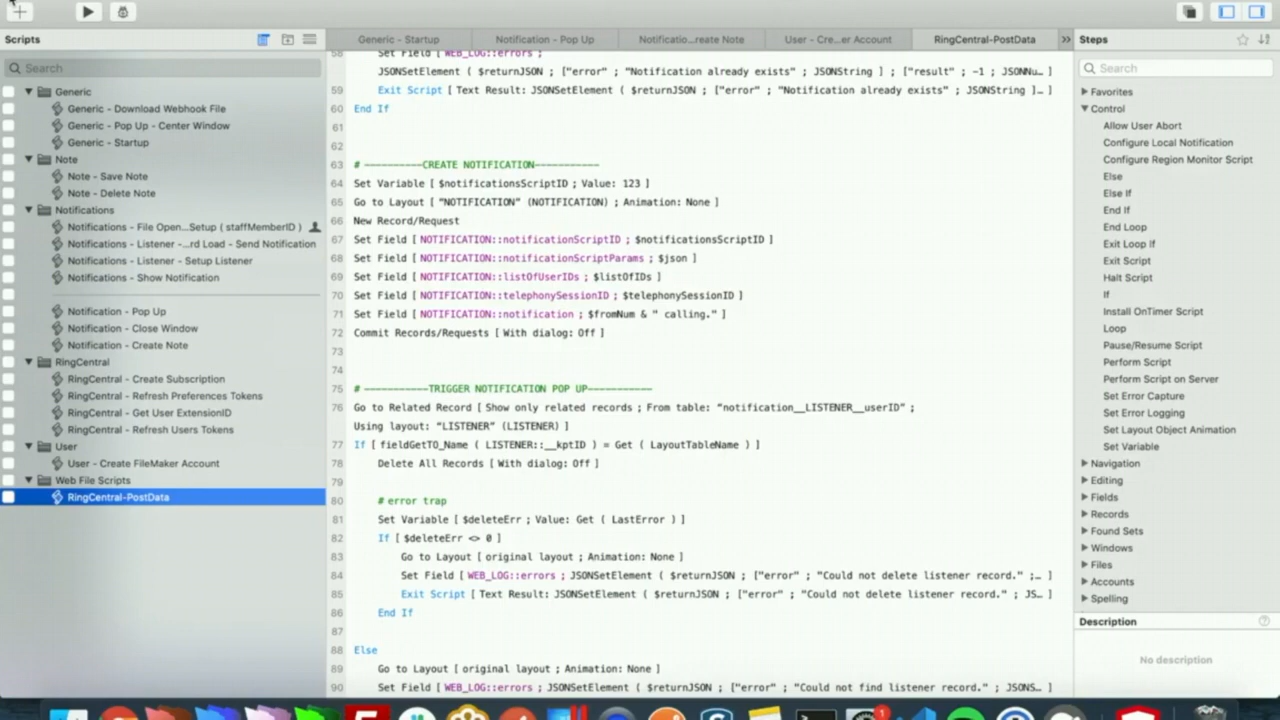 Scripts
Search
Generic
Generic - Download Webhook File
Generic - Pop Up - Center Window
Generic - Startup
Note
Note - Save Note
Note - Delete Note
Notifications
Notifications - File Open...Setup ( staffMemberID )
Notifications - Listener -...rd Load - Send Notification
Notifications - Listener - Setup Listener
Notifications - Show Notification
Notification - Pop Up
Notification - Close Window
Notification - Create Note
RingCentral
RingCentral - Create Subscription
RingCentral - Refresh Preferences Tokens
RingCentral - Get User ExtensionID
RingCentral - Refresh Users Tokens
User
User - Create FileMaker Account
Web File Scripts
RingCentral-PostData
Generic - Startup
Notification - Pop Up
Notificatio...reate Note
User - Cre...er Account
RingCentral-PostData
58 Set Field [ WEB_LOG::errors ;
JSONSetElement ( $returnJSON ; ["error" ; "Notification already exists" ; JSONString ] ; ["result" ; -1 ; JSONNu… ]
59 Exit Script [ Text Result: JSONSetElement ( $returnJSON ; ["error" ; "Notification already exists" ; JSONString ]… ]
60 End If
61
62
63 # ----------CREATE NOTIFICATION-----------
64 Set Variable [ $notificationsScriptID ; Value: 123 ]
65 Go to Layout [ "NOTIFICATION" (NOTIFICATION) ; Animation: None ]
66 New Record/Request
67 Set Field [ NOTIFICATION::notificationScriptID ; $notificationsScriptID ]
68 Set Field [ NOTIFICATION::notificationScriptParams ; $json ]
69 Set Field [ NOTIFICATION::listOfUserIDs ; $listOfIDs ]
70 Set Field [ NOTIFICATION::telephonySessionID ; $telephonySessionID ]
71 Set Field [ NOTIFICATION::notification ; $fromNum & " calling." ]
72 Commit Records/Requests [ With dialog: Off ]
73
74
75 # -----------TRIGGER NOTIFICATION POP UP-----------
76 Go to Related Record [ Show only related records ; From table: "notification__LISTENER__userID" ;
Using layout: "LISTENER" (LISTENER) ]
77 If [ fieldGetTO_Name ( LISTENER::__kptID ) = Get ( LayoutTableName ) ]
78 Delete All Records [ With dialog: Off ]
79
80 # error trap
81 Set Variable [ $deleteErr ; Value: Get ( LastError ) ]
82 If [ $deleteErr <> 0 ]
83 Go to Layout [ original layout ; Animation: None ]
84 Set Field [ WEB_LOG::errors ; JSONSetElement ( $returnJSON ; ["error" ; "Could not delete listener record." ;… ]
85 Exit Script [ Text Result: JSONSetElement ( $returnJSON ; ["error" ; "Could not delete listener record." ; JS… ]
86 End If
87
88 Else
89 Go to Layout [ original layout ; Animation: None ]
90 Set Field [ WEB_LOG::errors ; JSONSetElement ( $returnJSON ; ["error" ; "Could not find listener record." ; JSONS… ]
Steps
Search
Favorites
Control
Allow User Abort
Configure Local Notification
Configure Region Monitor Script
Else
Else If
End If
End Loop
Exit Loop If
Exit Script
Halt Script
If
Install OnTimer Script
Loop
Pause/Resume Script
Perform Script
Perform Script on Server
Set Error Capture
Set Error Logging
Set Layout Object Animation
Set Variable
Navigation
Editing
Fields
Records
Found Sets
Windows
Files
Accounts
Spelling
Description
No description